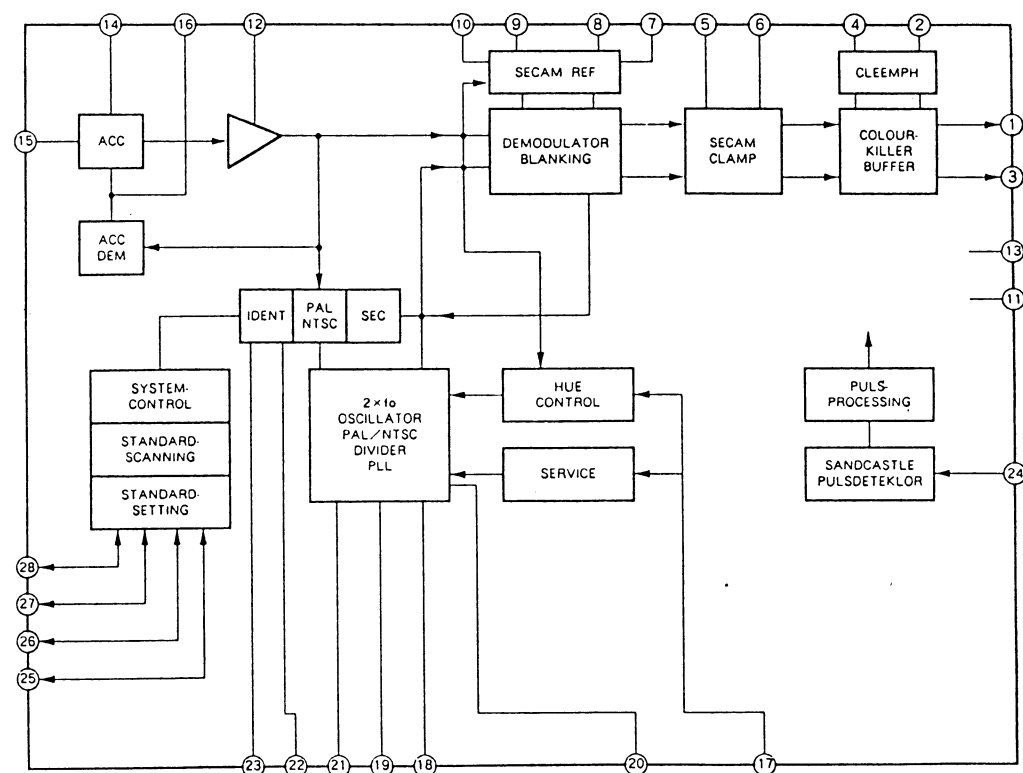 14
16
12
10
9
8
7
5
6
4
2
SECAM REF
CLEEMPH
15
ACC
DEMODULATOR
BLANKING
SECAM
CLAMP
COLOUR-
KILLER
BUFFER
1
3
ACC
DEM
13
11
IDENT
PAL
NTSC
SEC
SYSTEM-
CONTROL
STANDARD-
SCANNING
STANDARD-
SETTING
2×fo
OSCILLATOR
PAL/NTSC
DIVIDER
PLL
HUE
CONTROL
SERVICE
PULS-
PROCESSING
SANDCASTLE
PULSDETEKLOR
24
28
27
26
25
23
22
21
19
18
20
17